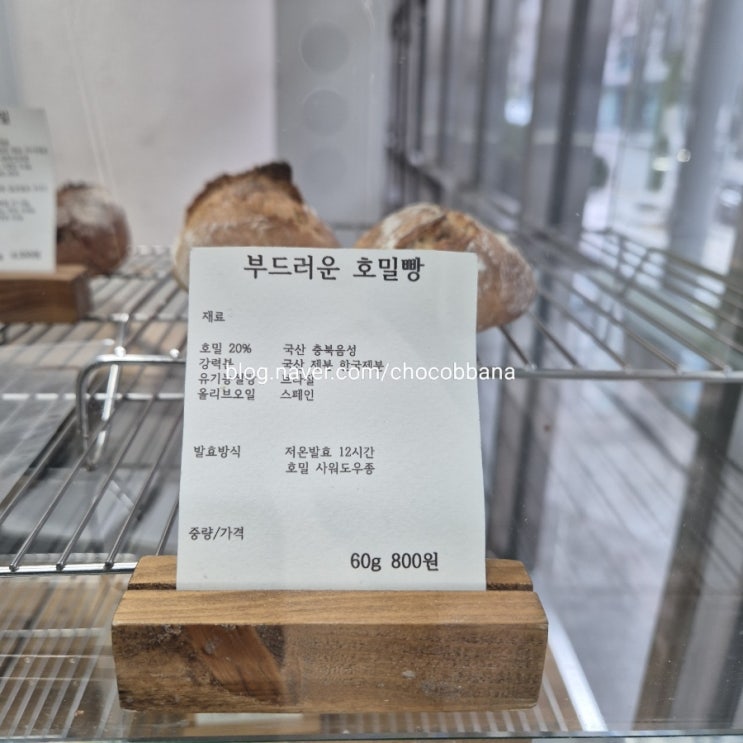 부드러운 호밀빵
재료
호밀 20% 국산 충북음성
강력분 국산 제분 한국제분
유기농설탕 브라질
올리브오일 스페인
blog.naver.com/chocobbana
발효방식 저온발효 12시간
호밀 사워도우종
중량/가격
60g 800원